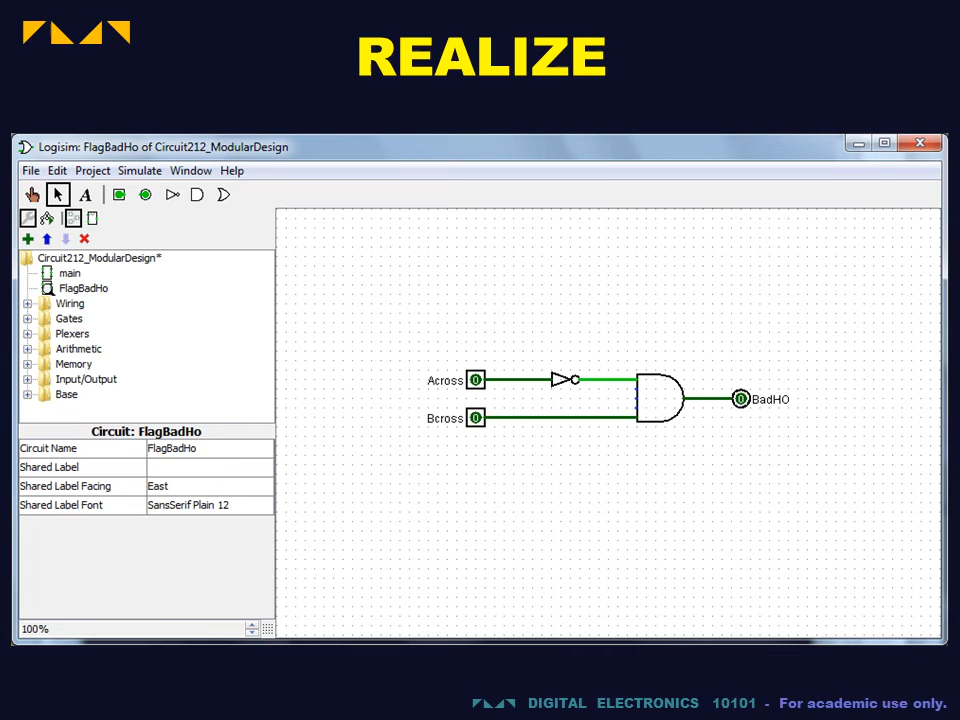 REALIZE
Logisim: FlagBadHo of Circuit212_ModularDesign
File Edit Project Simulate Window Help
A
Circuit212_ModularDesign*
main
FlagBadHo
Wiring
Gates
Plexers
Arithmetic
Memory
Input/Output
Base
Circuit: FlagBadHo
Circuit Name FlagBadHo
Shared Label
Shared Label Facing East
Shared Label Font SansSerif Plain 12
100%
Across 0
0 BadHO
Bcross 0
DIGITAL ELECTRONICS 10101 - For academic use only.